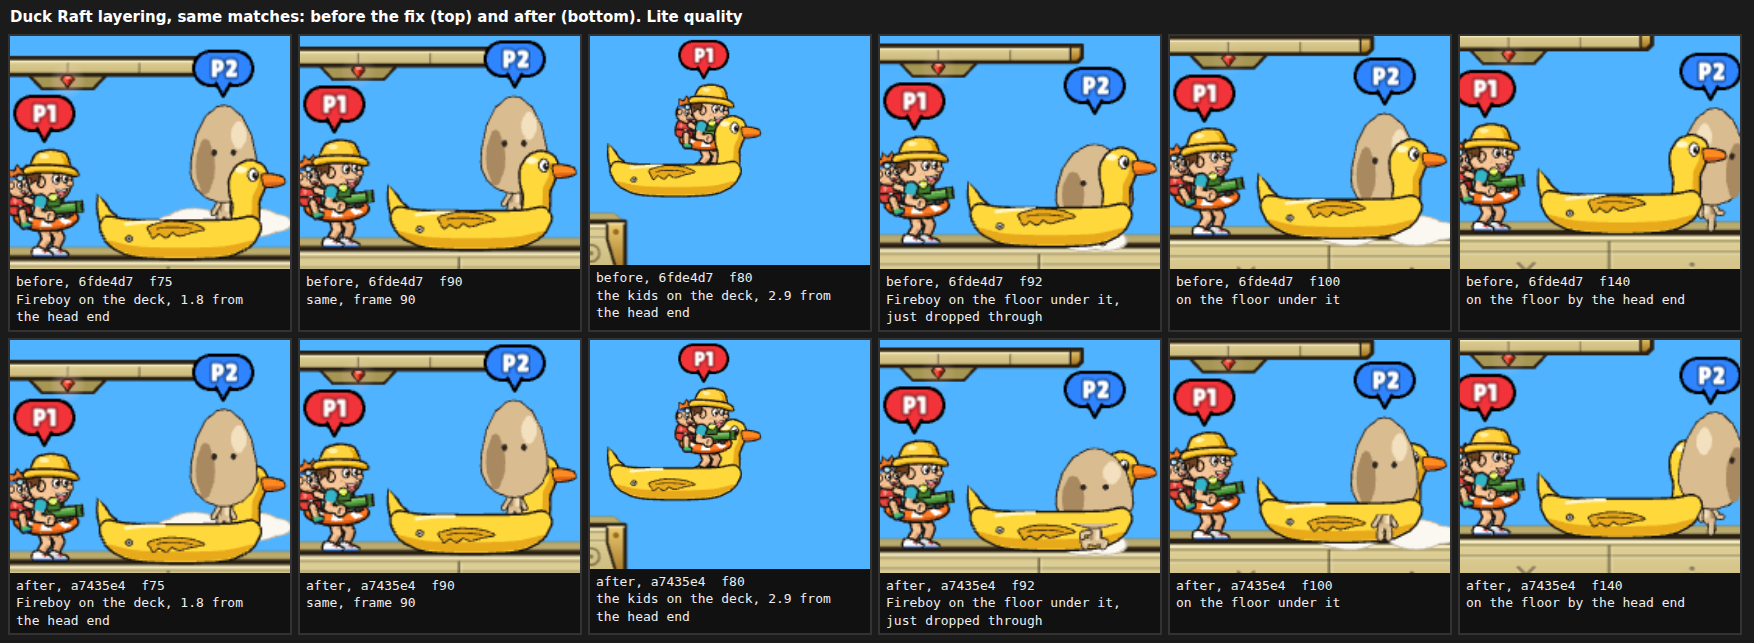 Duck Raft layering, same matches: before the fix (top) and after (bottom). Lite quality
P1
P2
before, 6fde4d7 f75
Fireboy on the deck, 1.8 from
the head end
P1
P2
before, 6fde4d7 f90
same, frame 90
P1
before, 6fde4d7 f80
the kids on the deck, 2.9 from
the head end
P1
P2
before, 6fde4d7 f92
Fireboy on the floor under it,
just dropped through
P1
P2
before, 6fde4d7 f100
on the floor under it
P1
P2
before, 6fde4d7 f140
on the floor by the head end
P1
P2
after, a7435e4 f75
Fireboy on the deck, 1.8 from
the head end
P1
P2
after, a7435e4 f90
same, frame 90
P1
after, a7435e4 f80
the kids on the deck, 2.9 from
the head end
P1
P2
after, a7435e4 f92
Fireboy on the floor under it,
just dropped through
P1
P2
after, a7435e4 f100
on the floor under it
P1
P2
after, a7435e4 f140
on the floor by the head end